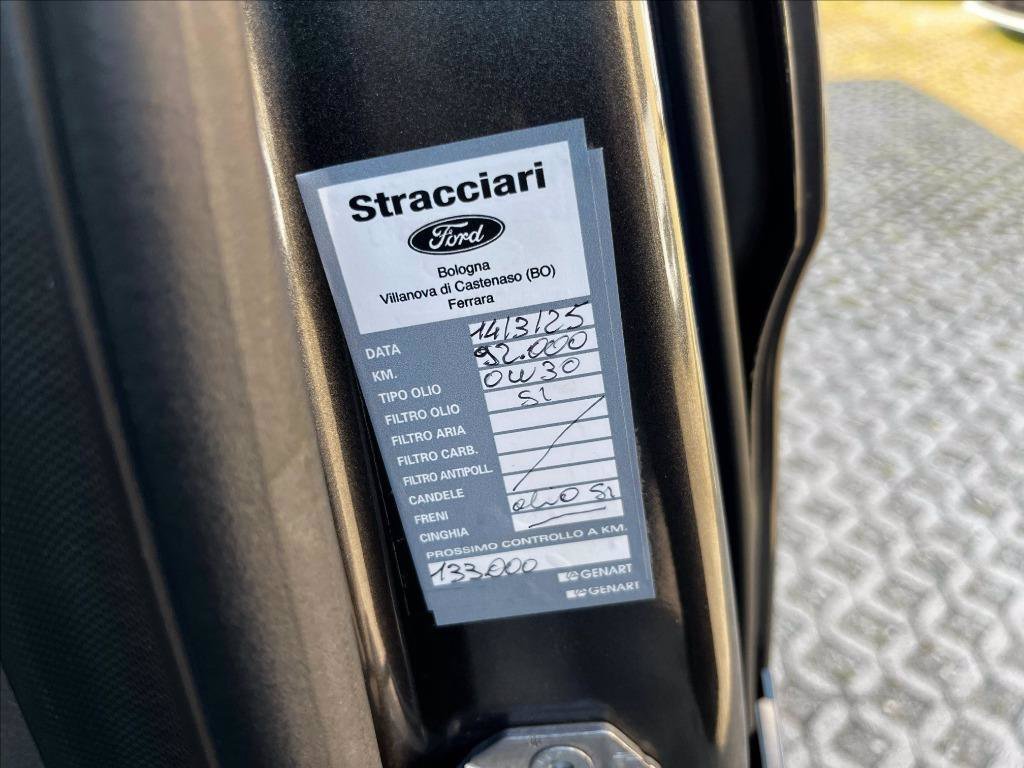 Stracciari
Ford
Bologna
Villanova di Castenaso (BO)
Ferrara
DATA 14/3/25
KM. 92.000
TIPO OLIO 0W30
FILTRO OLIO SI
FILTRO ARIA
FILTRO CARB.
FILTRO ANTIPOLL
CANDELE
FRENI olio SI
CINGHIA
PROSSIMO CONTROLLO A KM.
133.000
GENART
GENART